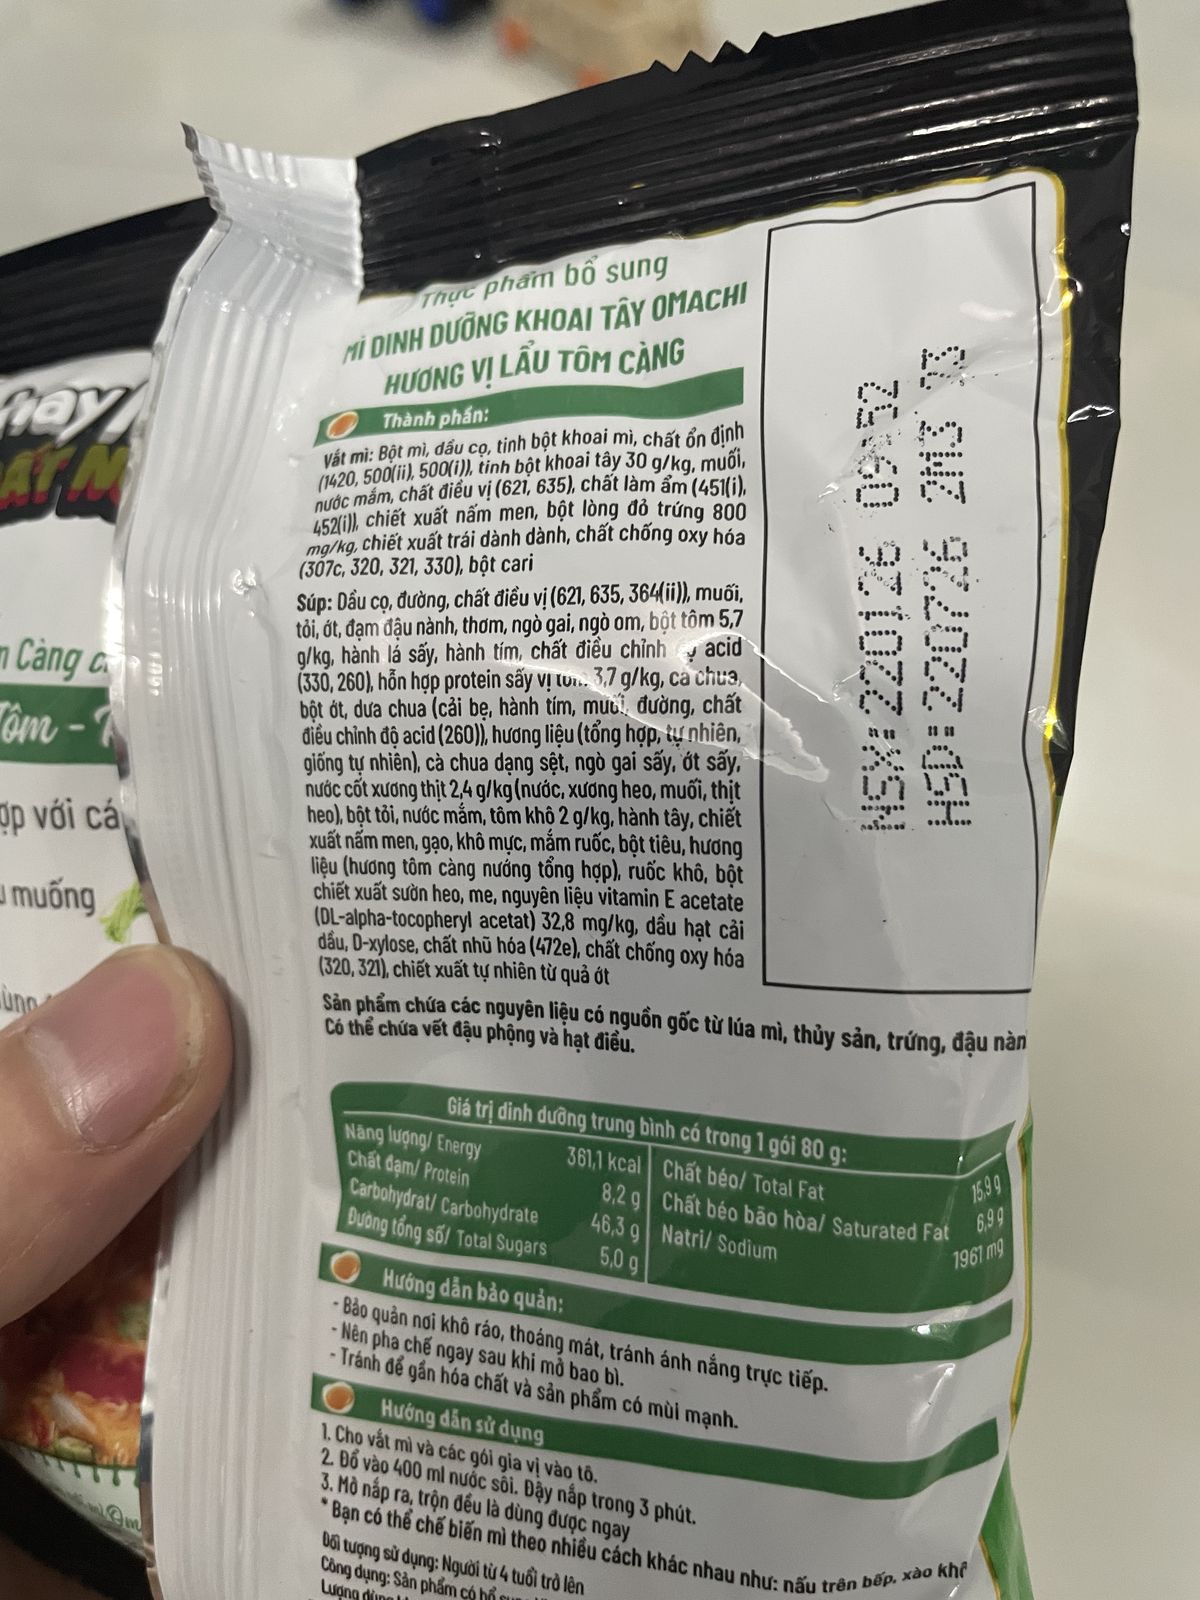 Thực phẩm bổ sung
MÌ DINH DƯỠNG KHOAI TÂY OMACHI
HƯƠNG VỊ LẨU TÔM CÀNG
Thành phần:
Vắt mì: Bột mì, dầu cọ, tinh bột khoai mì, chất ổn định
(1420, 500(ii), 500(i)), tinh bột khoai tây 30 g/kg, muối,
nước mắm, chất điều vị (621, 635), chất làm ẩm (451(i),
452(i)), chiết xuất nấm men, bột lòng đỏ trứng 800
mg/kg, chiết xuất trái dành dành, chất chống oxy hóa
(307c, 320, 321, 330), bột cari
Súp: Dầu cọ, đường, chất điều vị (621, 635, 364(ii)), muối,
tỏi, ớt, đạm đậu nành, thơm, ngò gai, ngò om, bột tôm 5,7
g/kg, hành lá sấy, hành tím, chất điều chỉnh acid
(330, 260), hỗn hợp protein sấy vị tôm 3,7 g/kg, cà chua,
bột ớt, dưa chua (cải bẹ, hành tím, muối, đường, chất
điều chỉnh độ acid (260)), hương liệu (tổng hợp, tự nhiên,
giống tự nhiên), cà chua dạng sệt, ngò gai sấy, ớt sấy,
nước cốt xương thịt 2,4 g/kg (nước, xương heo, muối, thịt
heo), bột tỏi, nước mắm, tôm khô 2 g/kg, hành tây, chiết
xuất nấm men, gạo, khô mực, mắm ruốc, bột tiêu, hương
liệu (hương tôm càng nướng tổng hợp), ruốc khô, bột
chiết xuất sườn heo, me, nguyên liệu vitamin E acetate
(DL-alpha-tocopheryl acetat) 32,8 mg/kg, dầu hạt cải
dầu, D-xylose, chất nhũ hóa (472e), chất chống oxy hóa
(320, 321), chiết xuất tự nhiên từ quả ớt
Sản phẩm chứa các nguyên liệu có nguồn gốc từ lúa mì, thủy sản, trứng, đậu nàn
Có thể chứa vết đậu phộng và hạt điều.
NSX: 220126 09:52
HSD: 220726 2M3
Giá trị dinh dưỡng trung bình có trong 1 gói 80 g:
Năng lượng/ Energy 361,1 kcal
Chất đạm/ Protein 8,2 g
Carbohydrat/ Carbohydrate 46,3 g
Đường tổng số/ Total Sugars 5,0 g
Chất béo/ Total Fat 15,9 g
Chất béo bão hòa/ Saturated Fat 6,9 g
Natri/ Sodium 1961 mg
Hướng dẫn bảo quản:
- Bảo quản nơi khô ráo, thoáng mát, tránh ánh nắng trực tiếp.
- Nên pha chế ngay sau khi mở bao bì.
- Tránh để gần hóa chất và sản phẩm có mùi mạnh.
Hướng dẫn sử dụng
1. Cho vắt mì và các gói gia vị vào tô.
2. Đổ vào 400 ml nước sôi. Đậy nắp trong 3 phút.
3. Mở nắp ra, trộn đều là dùng được ngay
* Bạn có thể chế biến mì theo nhiều cách khác nhau như: nấu trên bếp, xào khô
Đối tượng sử dụng: Người từ 4 tuổi trở lên
Công dụng: Sản phẩm có bổ
Lượng dùng
n Càng
Tôm -
ợp với cá
muống